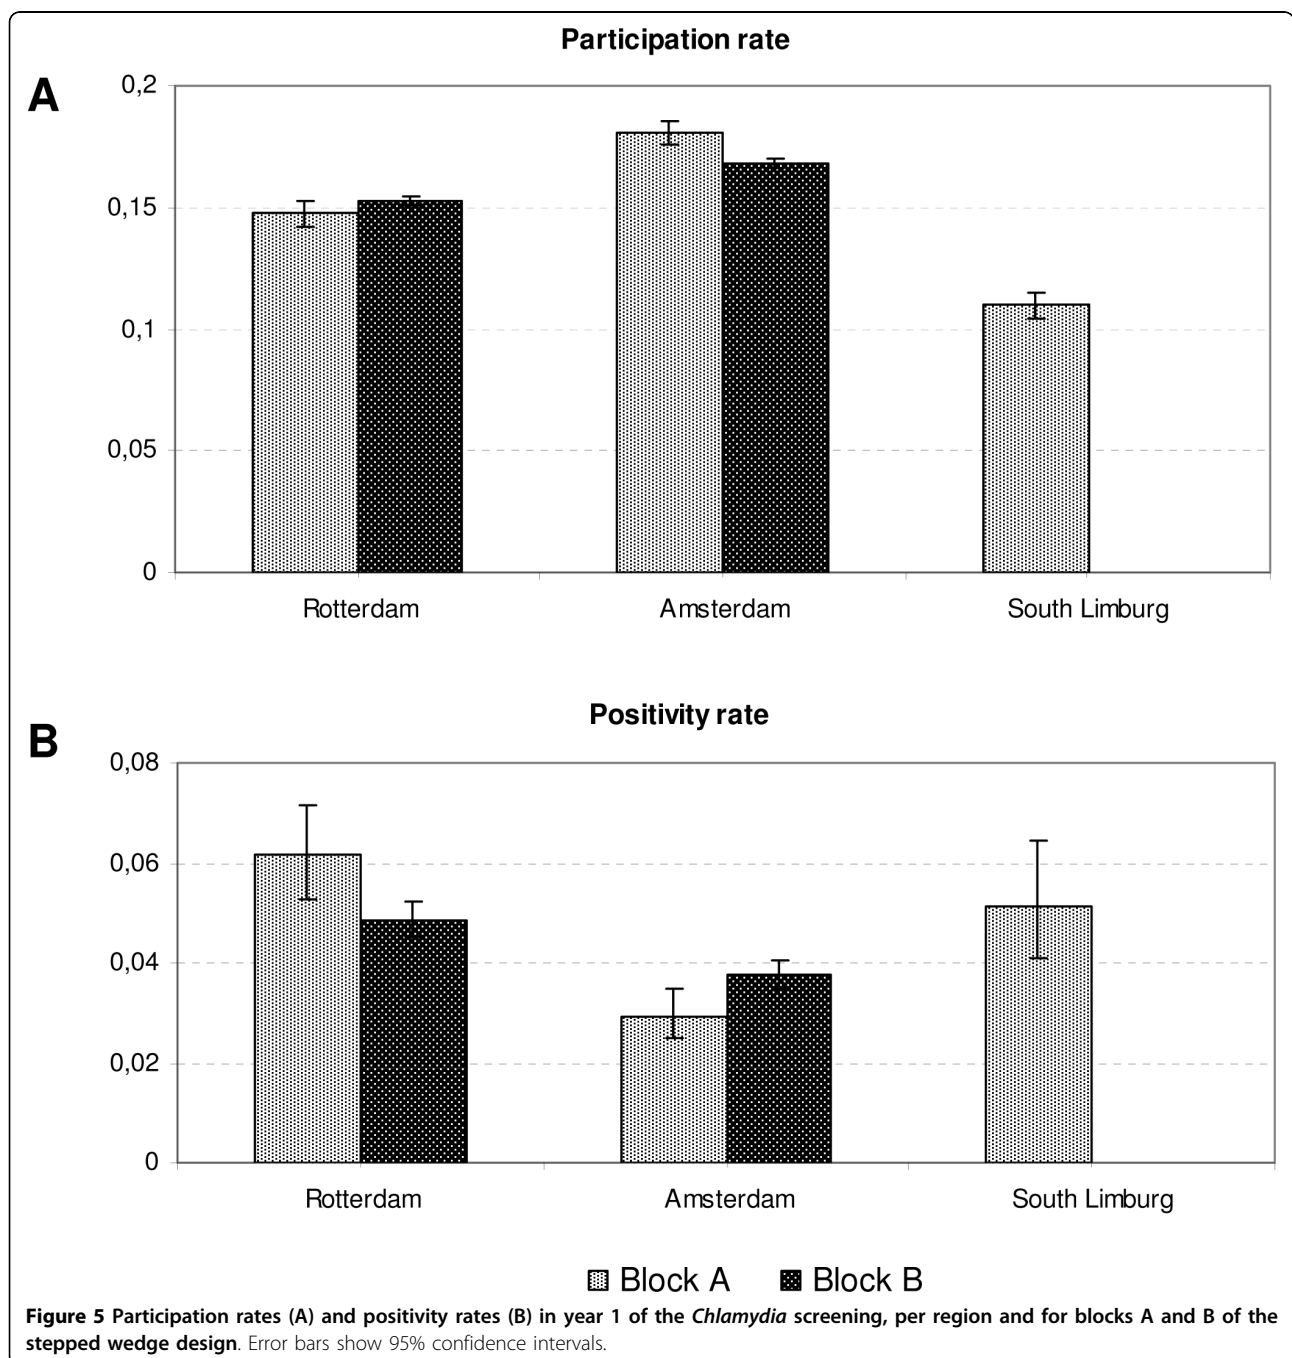 Participation rate
A
0,2
0,15
0,1
0,05
0
Rotterdam Amsterdam South Limburg
Positivity rate
B
0,08
0,06
0,04
0,02
0
Rotterdam Amsterdam South Limburg
Block A Block B
Figure 5 Participation rates (A) and positivity rates (B) in year 1 of the Chlamydia screening, per region and for blocks A and B of the
stepped wedge design. Error bars show 95% confidence intervals.